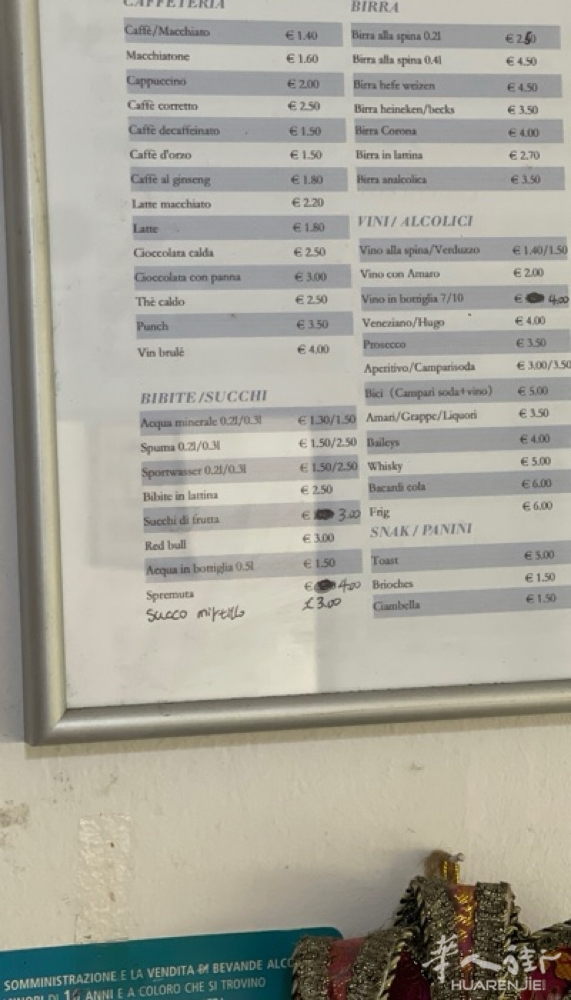 CAFFETERIA
Caffè/Macchiato € 1.40
Macchiatone € 1.60
Cappuccino € 2.00
Caffè corretto € 2.50
Caffè decaffeinato € 1.50
Caffè d'orzo € 1.50
Caffè al ginseng € 1.80
Latte macchiato € 2.20
Latte € 1.80
Cioccolata calda € 2.50
Cioccolata con panna € 3.00
Thè caldo € 2.50
Punch € 3.50
Vin brulè € 4.00
BIBITE/SUCCHI
Acqua minerale 0.2l/0.3l € 1.30/1.50
Spuma 0.2l/0.3l € 1.50/2.50
Sportwasser 0,2l/0.3l € 1.50/2.50
Bibite in lattina € 2.50
Succhi di frutta € 3.00
Red bull € 3.00
Acqua in bottiglia 0.5l € 1.50
Spremuta € 4.00
Succo mirtillo £ 3.00
BIRRA
Birra alla spina 0.2l € 2.50
Birra alla spina 0.4l € 4.50
Birra hefe weizen € 4.50
Birra heineken/becks € 3.50
Birra Corona € 4.00
Birra in lattina € 2.70
Birra analcolica € 3.50
VINI/ ALCOLICI
Vino alla spina/Verduzzo € 1.40/1.50
Vino con Amaro € 2.00
Vino in bottiglia 7/10 € 4.00
Veneziano/Hugo € 4.00
Prosecco € 3.50
Aperitivo/Camparisoda € 3.00/3.50
Bici (Campari soda+vino) € 5.00
Amari/Grappe/Liquori € 3.50
Baileys € 4.00
Whisky € 5.00
Bacardi cola € 6.00
Frig € 6.00
SNAK / PANINI
Toast € 5.00
Brioches € 1.50
Ciambella € 1.50
SOMMINISTRAZIONE E LA VENDITA DI BEVANDE ALC
ANNI E A COLORO CHE SI TROVINO
华人街
HUARENJIE